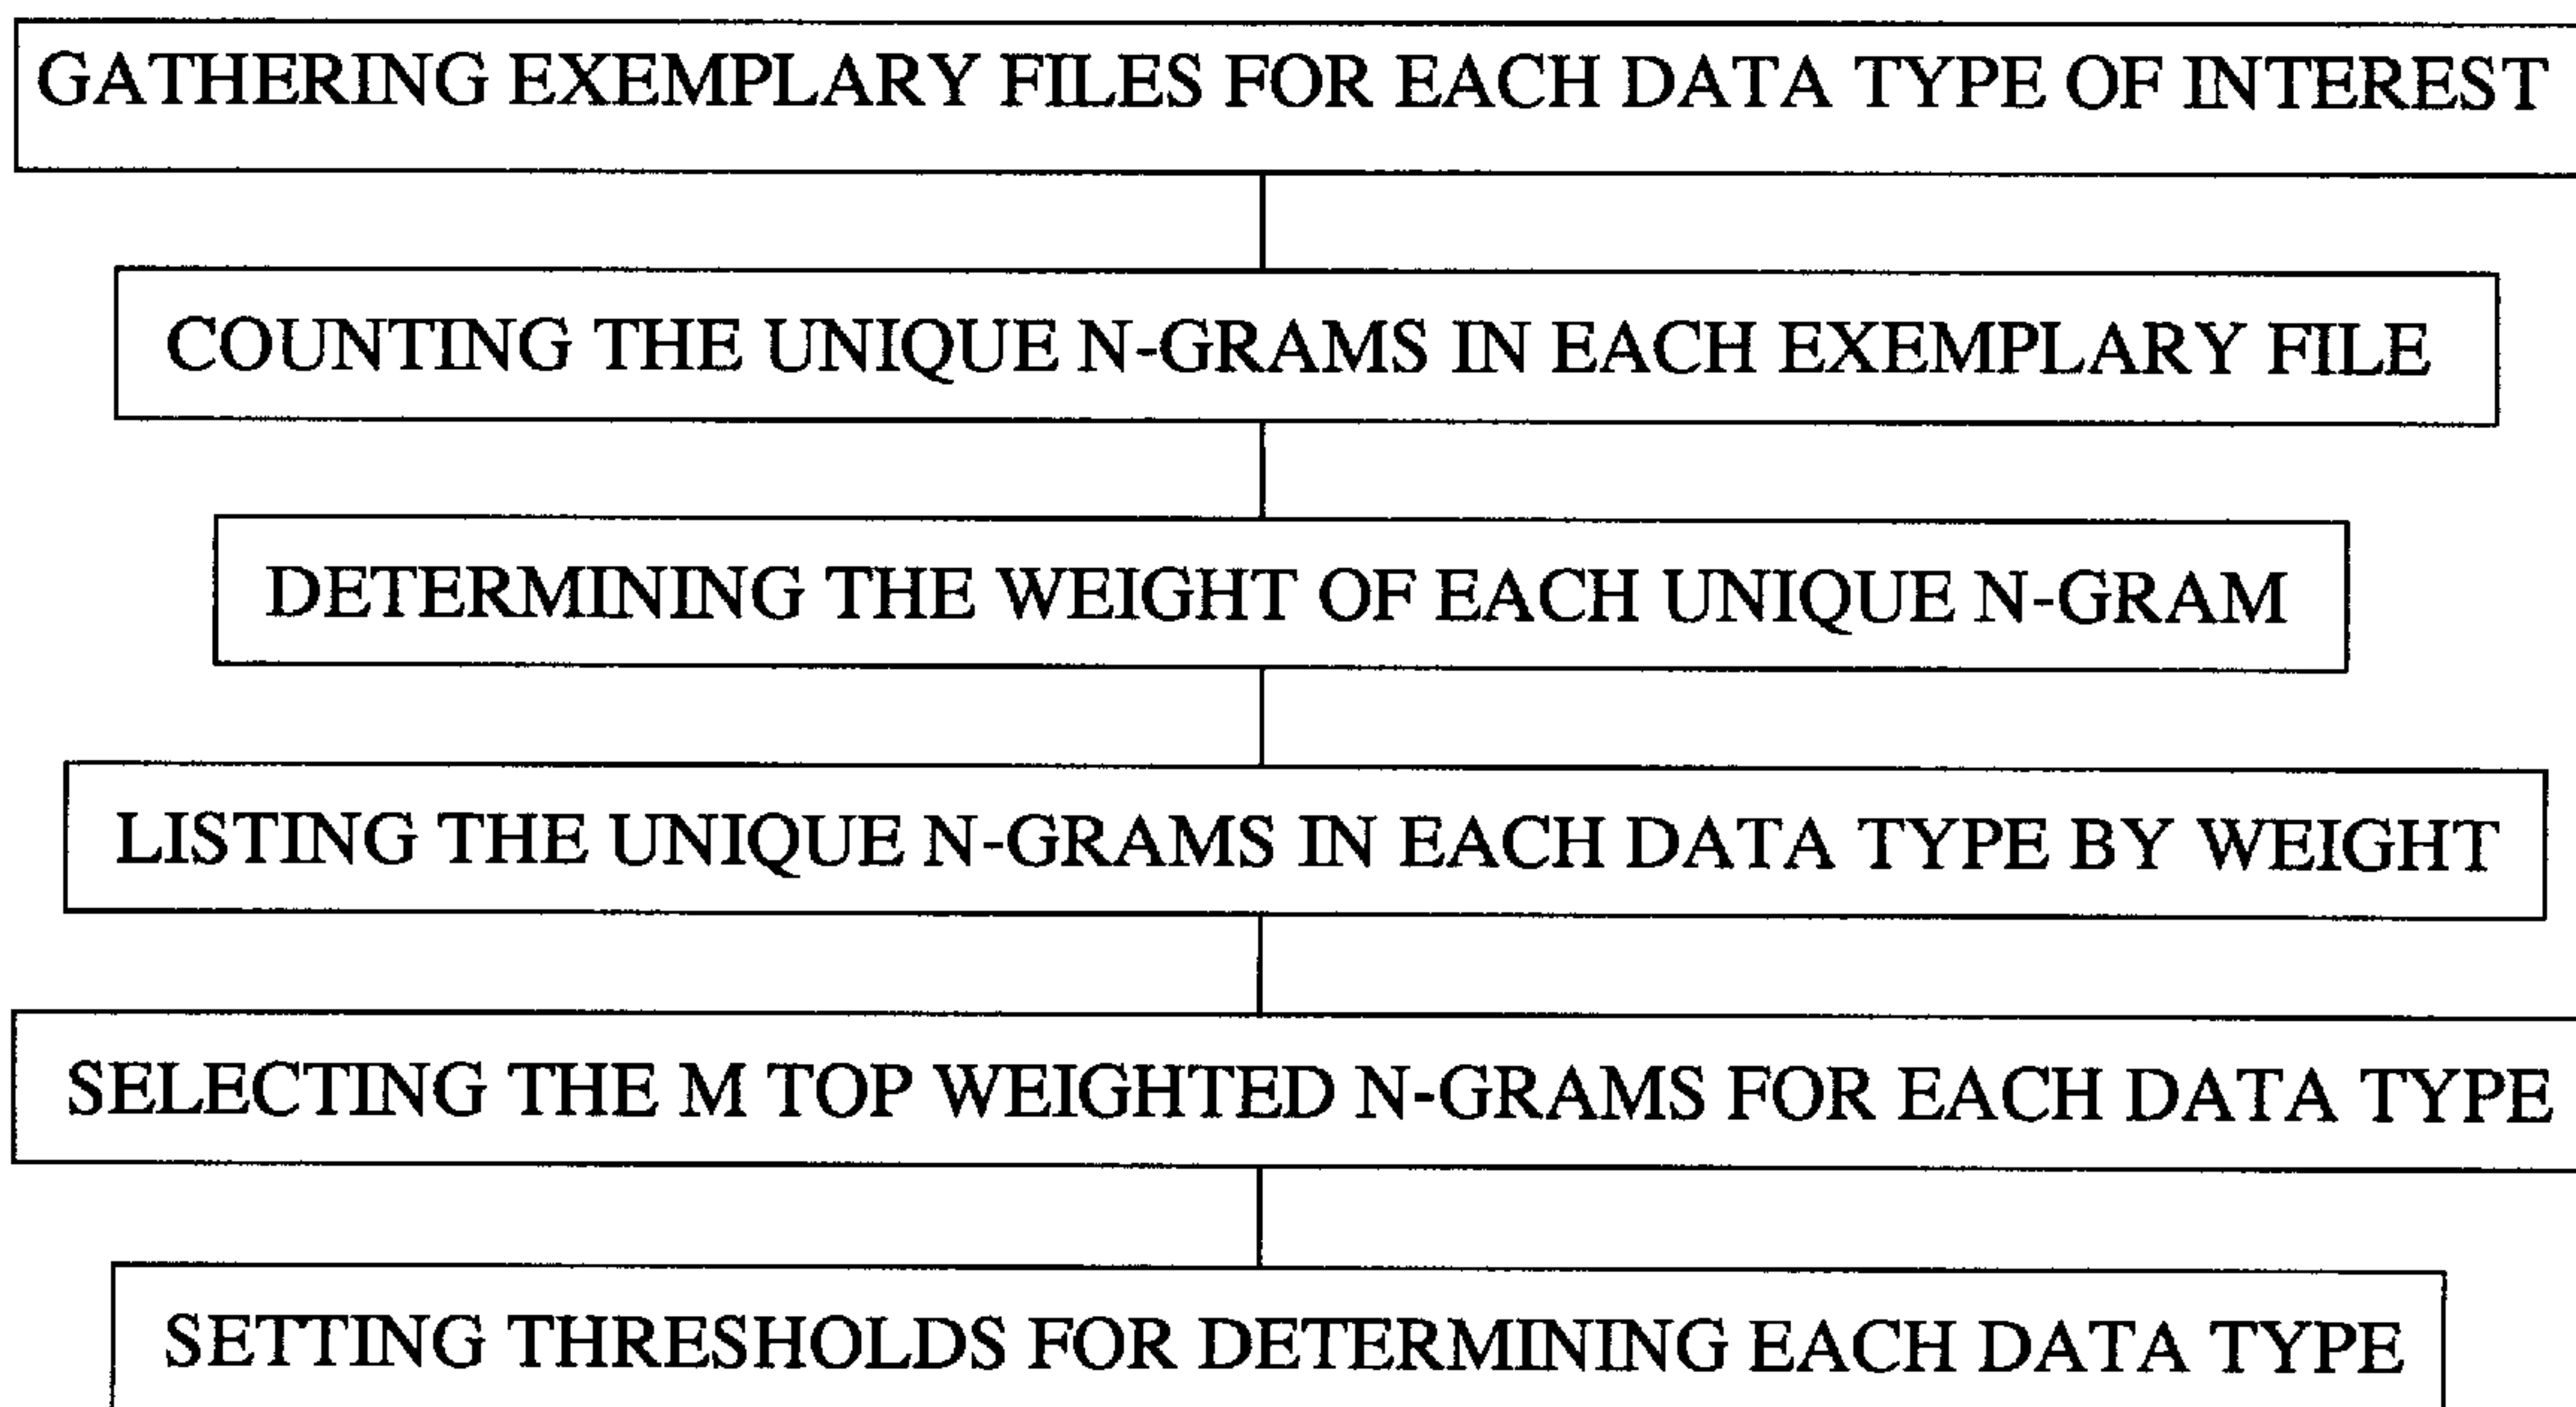 GATHERING EXEMPLARY FILES FOR EACH DATA TYPE OF INTEREST
COUNTING THE UNIQUE N-GRAMS IN EACH EXEMPLARY FILE
DETERMINING THE WEIGHT OF EACH UNIQUE N-GRAM
LISTING THE UNIQUE N-GRAMS IN EACH DATA TYPE BY WEIGHT
SELECTING THE M TOP WEIGHTED N-GRAMS FOR EACH DATA TYPE
SETTING THRESHOLDS FOR DETERMINING EACH DATA TYPE